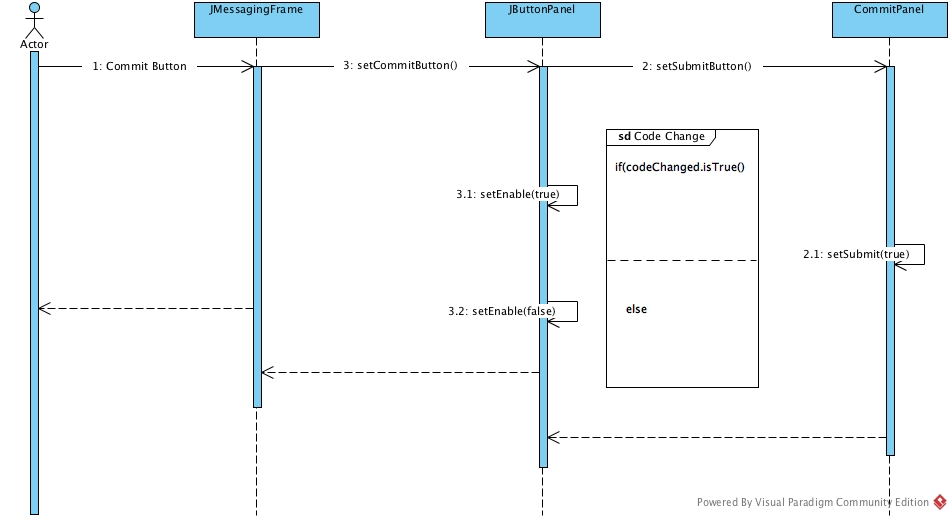 JMessagingFrame
JButtonPanel
CommitPanel
Actor
1: Commit Button
3: setCommitButton()
2: setSubmitButton()
sd Code Change
if(codeChanged.isTrue()
3.1: setEnable(true)
2.1: setSubmit(true)
3.2: setEnable(false)
else
Powered By Visual Paradigm Community Edition